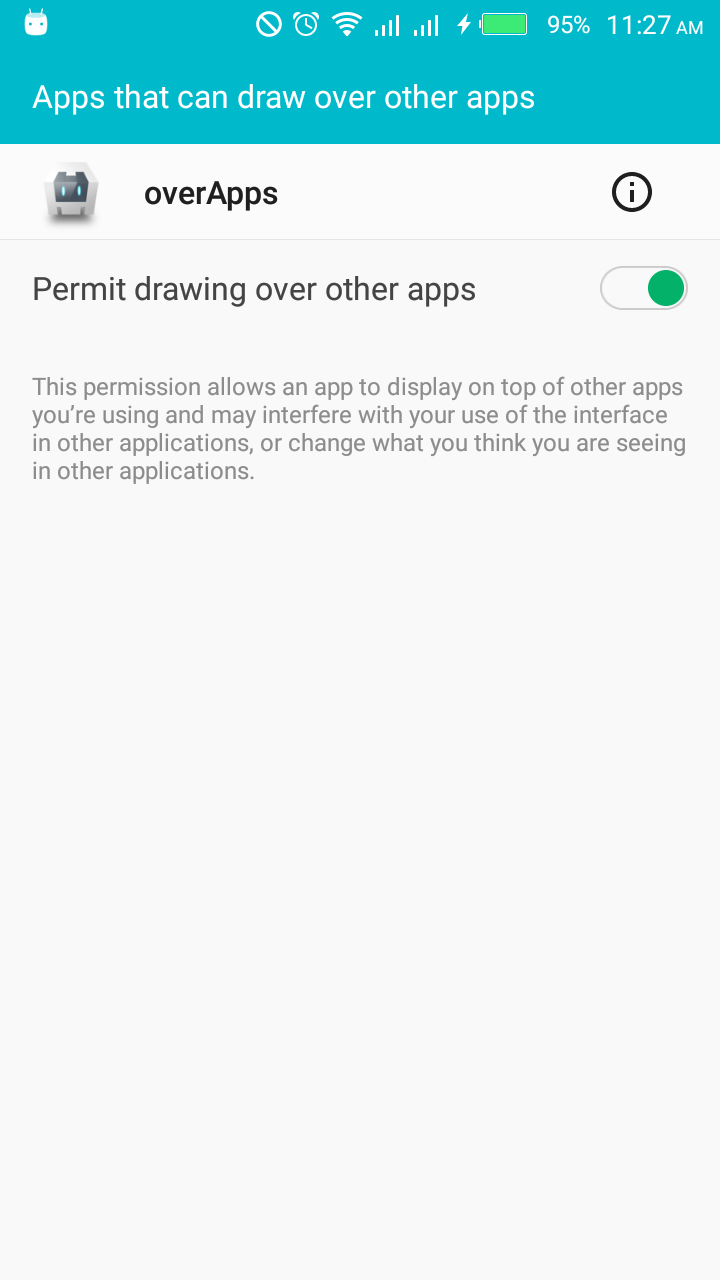 95% 11:27 AM
Apps that can draw over other apps
overApps
Permit drawing over other apps
This permission allows an app to display on top of other apps
you’re using and may interfere with your use of the interface
in other applications, or change what you think you are seeing
in other applications.